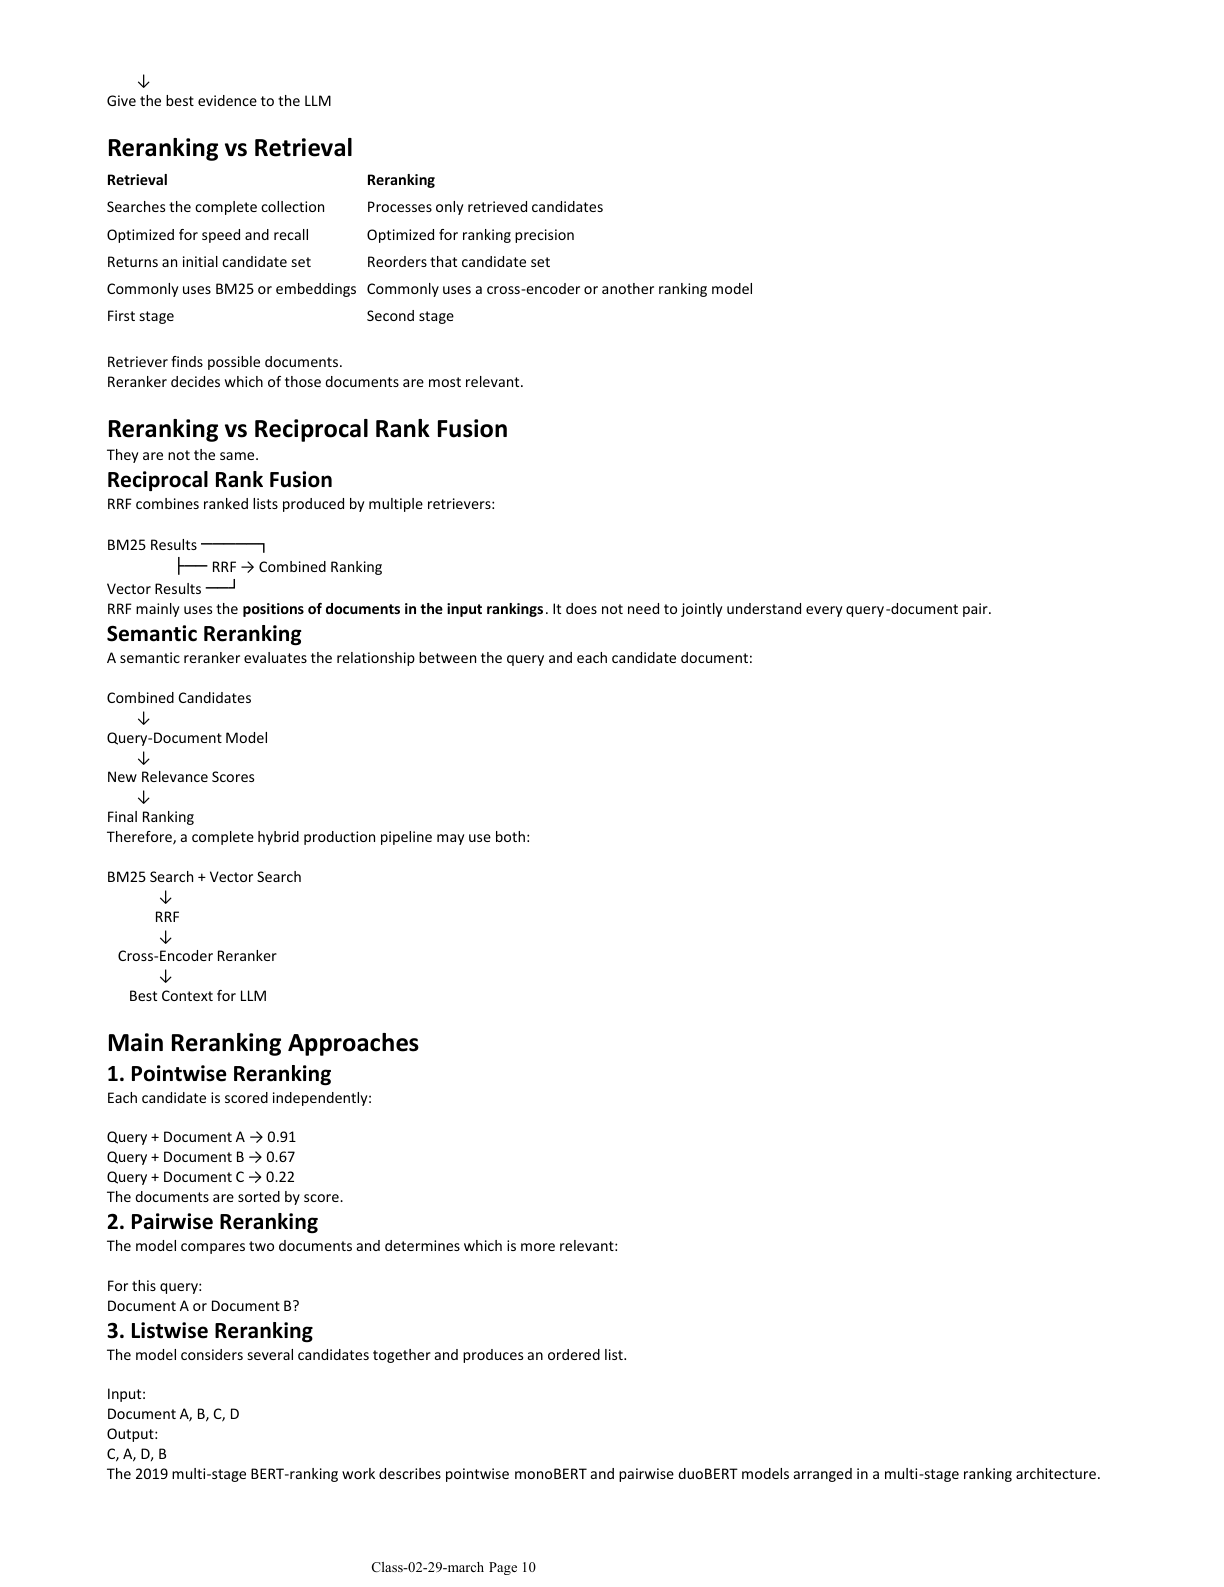 ↓
Give the best evidence to the LLM
Reranking vs Retrieval
Retrieval Reranking
Searches the complete collection Processes only retrieved candidates
Optimized for speed and recall Optimized for ranking precision
Returns an initial candidate set Reorders that candidate set
Commonly uses BM25 or embeddings Commonly uses a cross-encoder or another ranking model
First stage Second stage
Retriever finds possible documents.
Reranker decides which of those documents are most relevant.
Reranking vs Reciprocal Rank Fusion
They are not the same.
Reciprocal Rank Fusion
RRF combines ranked lists produced by multiple retrievers:
BM25 Results ──────┐
├── RRF → Combined Ranking
Vector Results ───┘
RRF mainly uses the positions of documents in the input rankings. It does not need to jointly understand every query-document pair.
Semantic Reranking
A semantic reranker evaluates the relationship between the query and each candidate document:
Combined Candidates
↓
Query-Document Model
↓
New Relevance Scores
↓
Final Ranking
Therefore, a complete hybrid production pipeline may use both:
BM25 Search + Vector Search
↓
RRF
↓
Cross-Encoder Reranker
↓
Best Context for LLM
Main Reranking Approaches
1. Pointwise Reranking
Each candidate is scored independently:
Query + Document A → 0.91
Query + Document B → 0.67
Query + Document C → 0.22
The documents are sorted by score.
2. Pairwise Reranking
The model compares two documents and determines which is more relevant:
For this query:
Document A or Document B?
3. Listwise Reranking
The model considers several candidates together and produces an ordered list.
Input:
Document A, B, C, D
Output:
C, A, D, B
The 2019 multi-stage BERT-ranking work describes pointwise monoBERT and pairwise duoBERT models arranged in a multi-stage ranking architecture.
Class-02-29-march Page 10